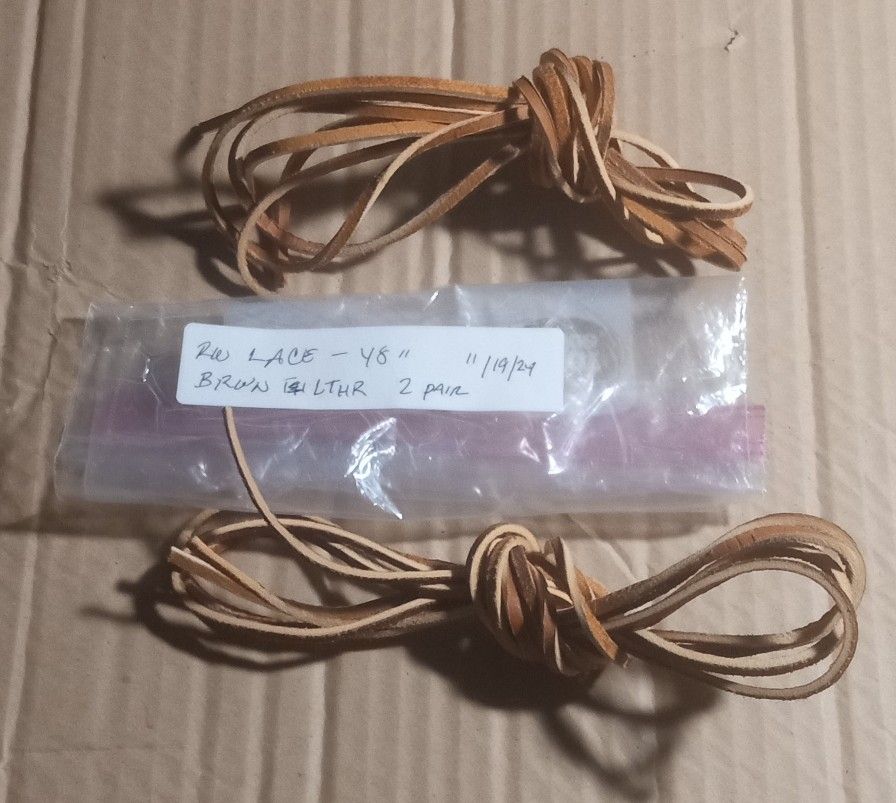 RW LACE - 48" 11/19/24
BRWN LTHR 2 PAIR